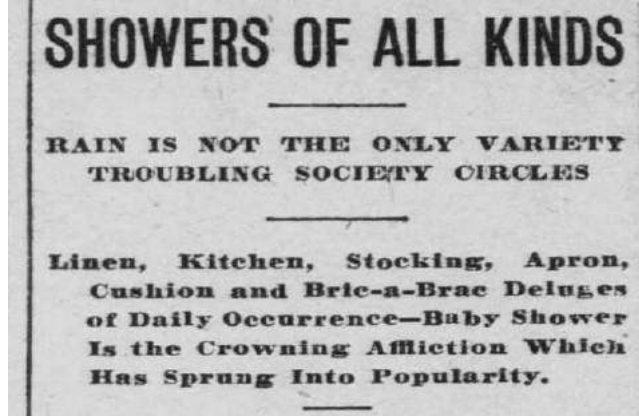 SHOWERS OF ALL KINDS
RAIN IS NOT THE ONLY VARIETY
TROUBLING SOCIETY CIRCLES
Linen, Kitchen, Stocking, Apron,
Cushion and Bric-a-Brac Deluges
of Daily Occurrence—Baby Shower
Is the Crowning Affliction Which
Has Sprung Into Popularity.